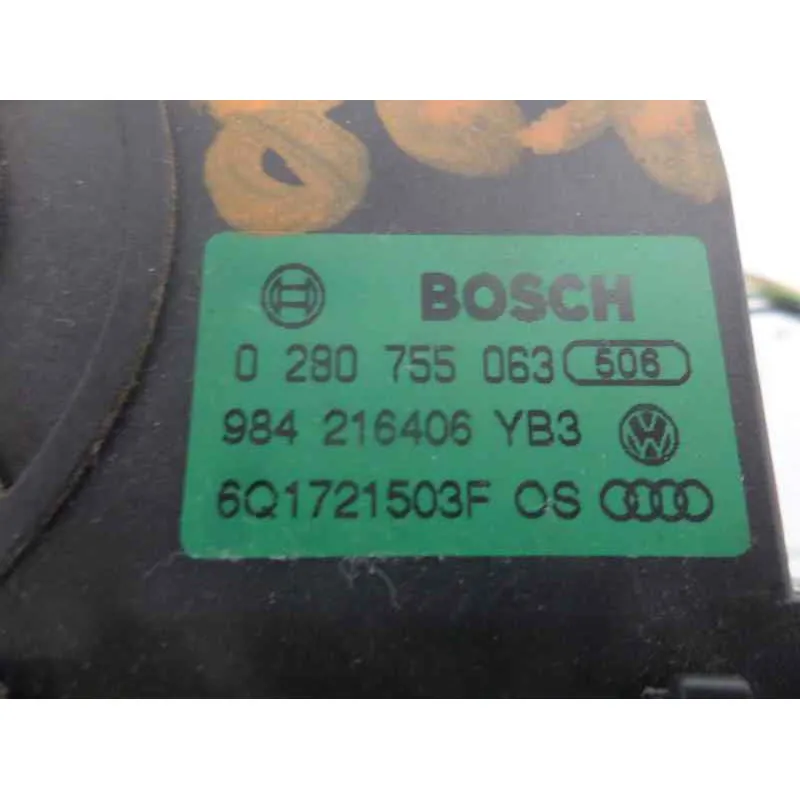 BOSCH
0 280 755 063 506
984 216406 YB3
6Q1721503F OS